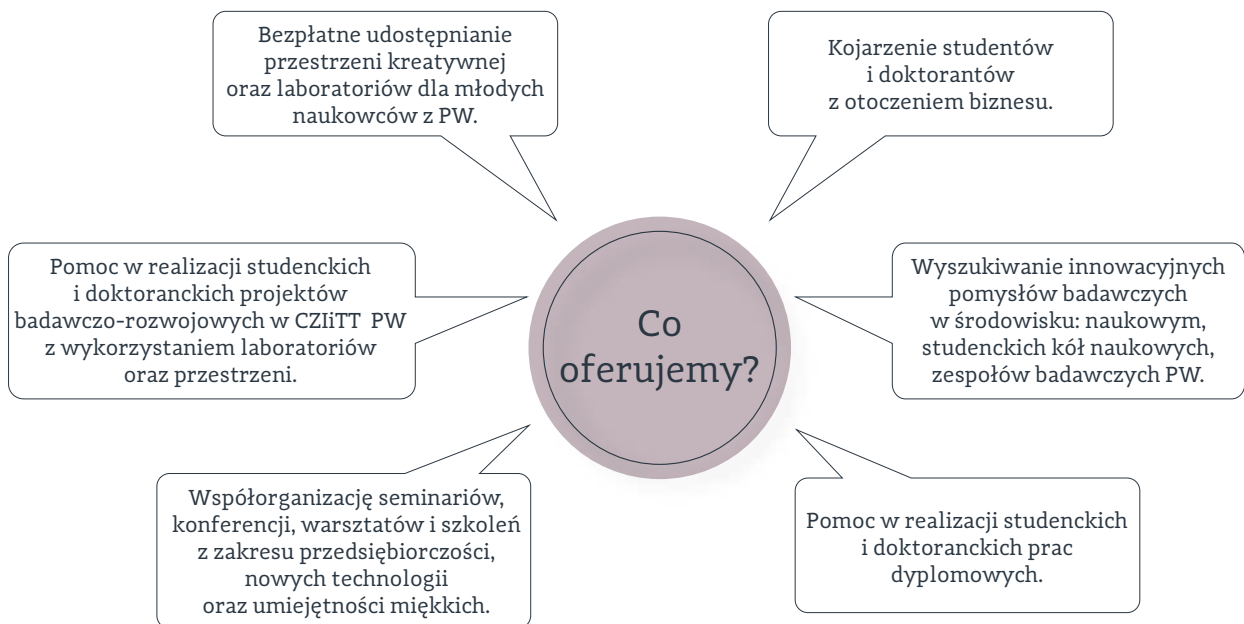 Bezpłatne udostępnianie
przestrzeni kreatywnej
oraz laboratoriów dla młodych
naukowców z PW.
Kojarzenie studentów
i doktorantów
z otoczeniem biznesu.
Pomoc w realizacji studenckich
i doktoranckich projektów
badawczo-rozwojowych w CZIiTT PW
z wykorzystaniem laboratoriów
oraz przestrzeni.
Co
oferujemy?
Wyszukiwanie innowacyjnych
pomysłów badawczych
w środowisku: naukowym,
studenckich kół naukowych,
zespołów badawczych PW.
Współorganizację seminariów,
konferencji, warsztatów i szkoleń
z zakresu przedsiębiorczości,
nowych technologii
oraz umiejętności miękkich.
Pomoc w realizacji studenckich
i doktoranckich prac
dyplomowych.